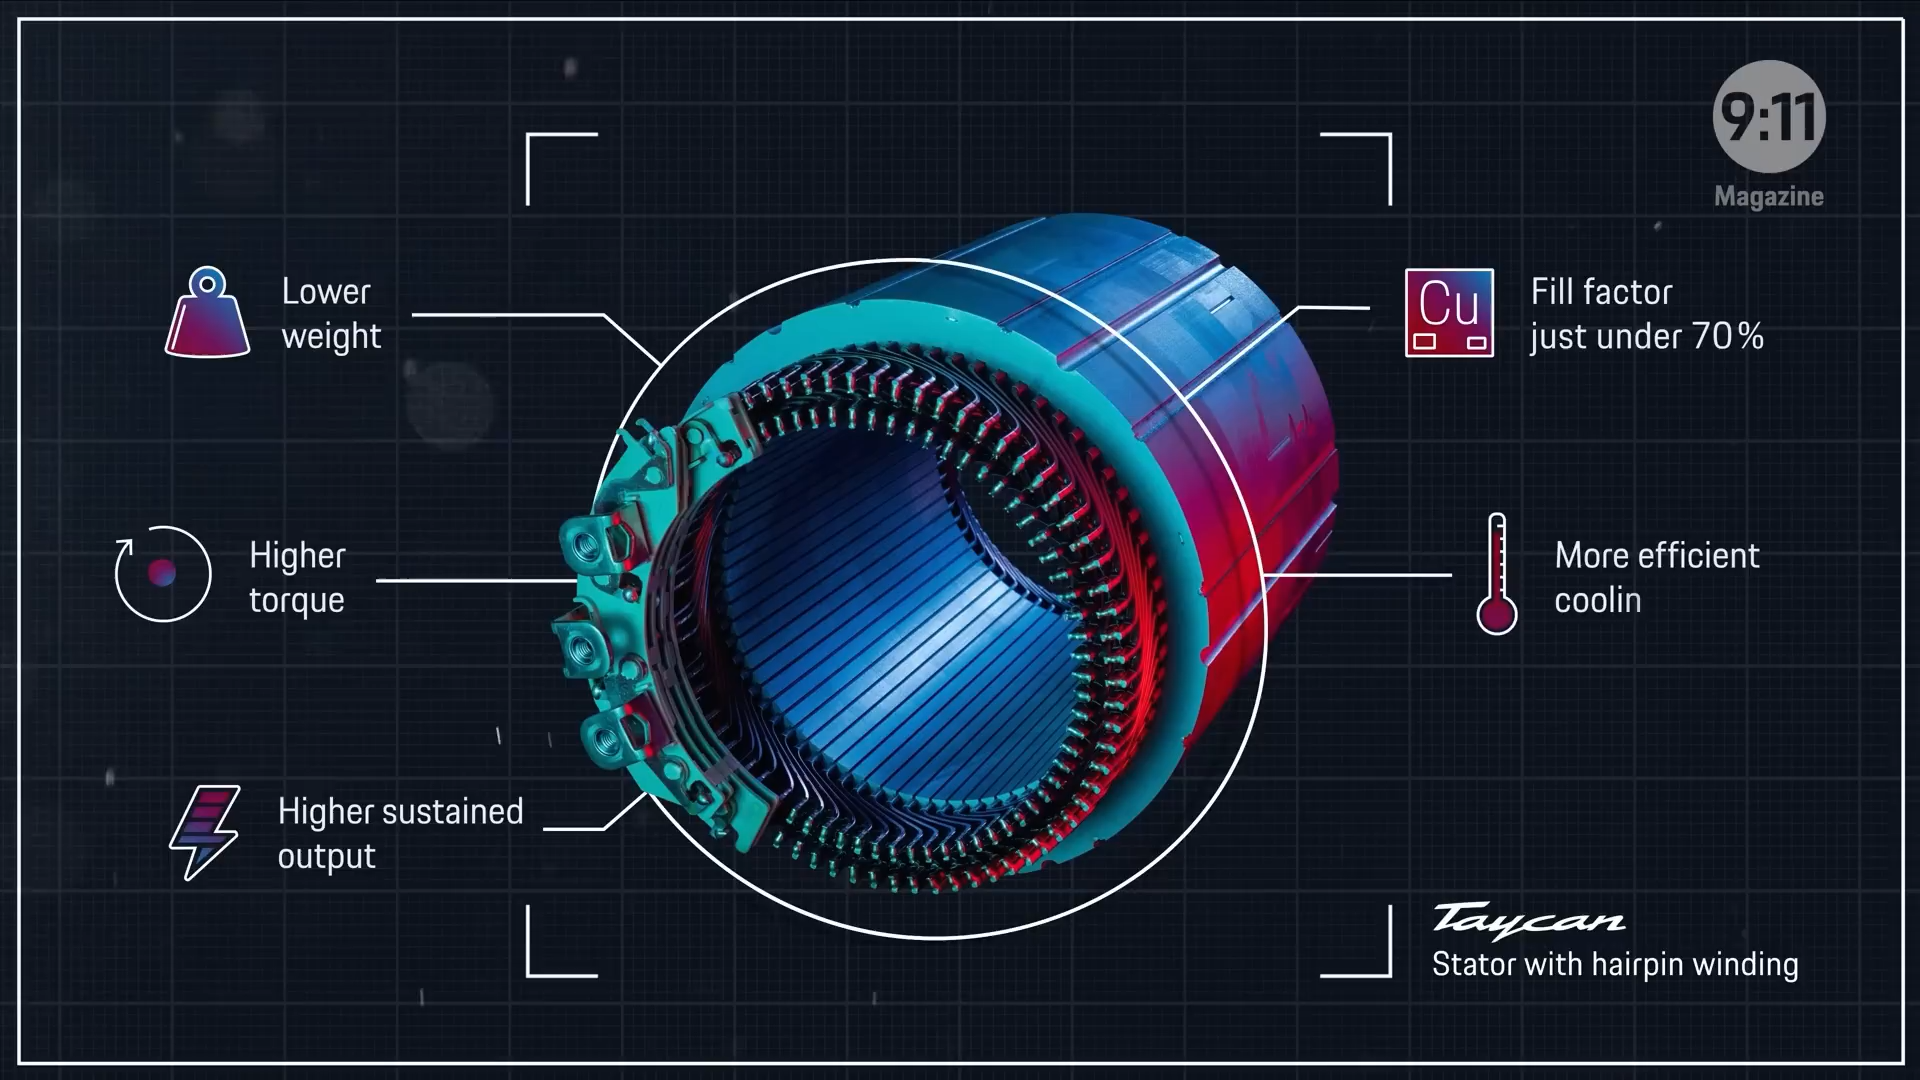 9:11
Magazine
Lower
weight
Fill factor
just under 70%
Cu
Higher
torque
More efficient
coolin
Higher sustained
output
Taycan
Stator with hairpin winding